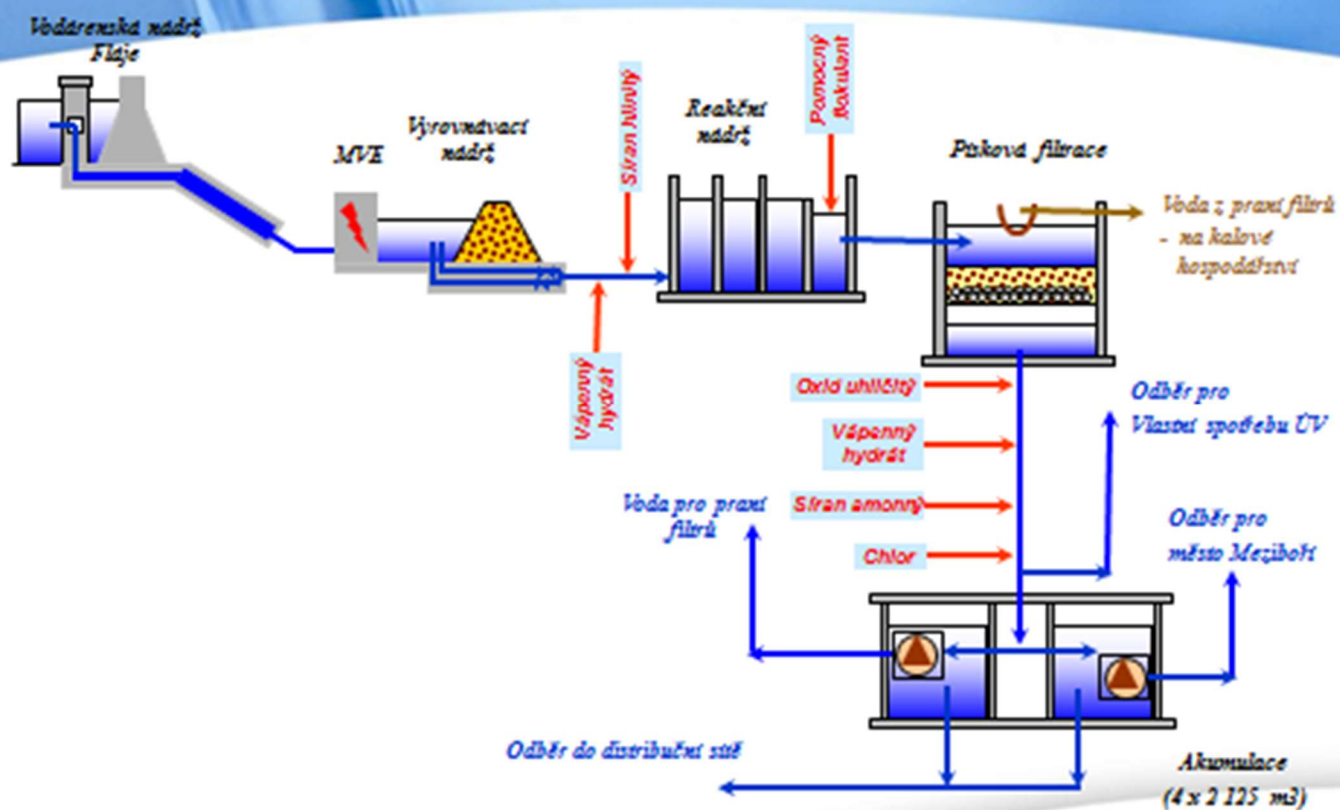 Vodárenská nádrž
Fláje
MVE
Vyrovnávací
nádrž
Síran hlinitý
Vápenný
hydrát
Reakční
nádrž
Pomocný
flokulant
Písková filtrace
Voda z praní filtrů
- na kalové
hospodářství
Oxid uhličitý
Vápenný
hydrát
Síran amonný
Chlor
Odběr pro
Vlastní spotřebu ÚV
Voda pro praní
filtrů
Odběr pro
město Meziboří
Odběr do distribuční sítě
Akumulace
(4 x 2 125 m3)